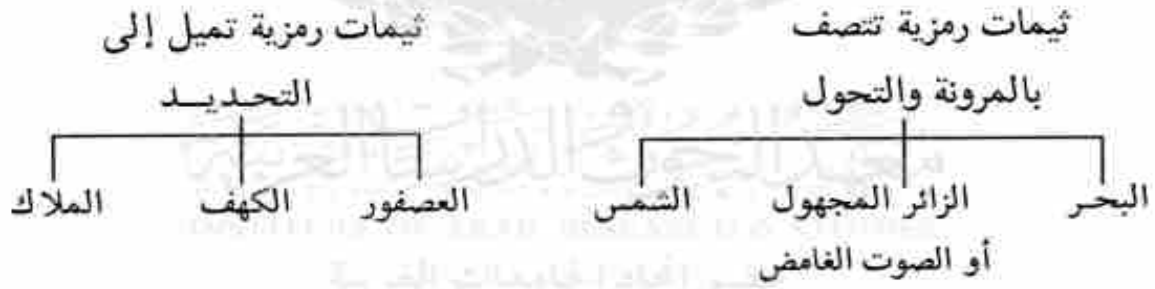 ثيمات رمزية تتصف
بالمرونة والتحول
البحر
الزائر المجهول
أو الصوت الغامض
الشمس
ثيمات رمزية تميل إلى
التحديد
العصفور
الكهف
الملاك